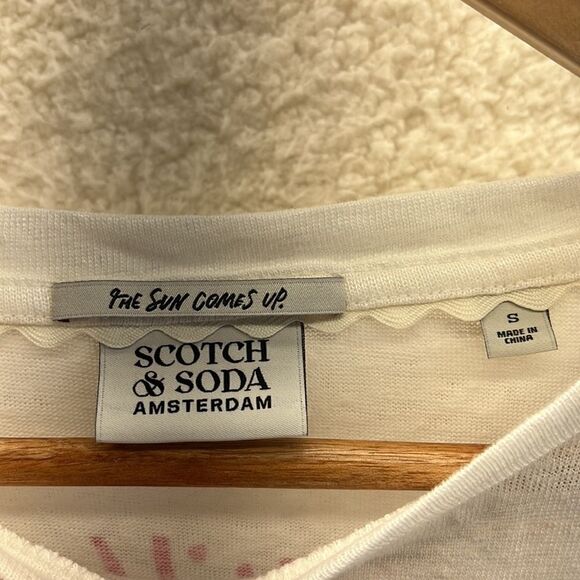 THE SUN COMES UP.
SCOTCH
& SODA
AMSTERDAM
S
MADE IN
CHINA